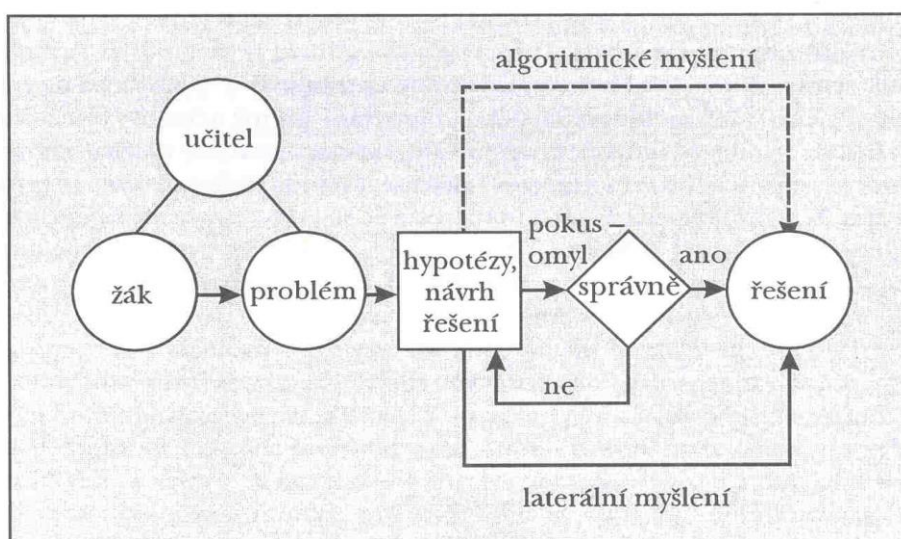 algoritmické myšlení
učitel
pokus –
omyl
ano
žák
problém
hypotézy,
návrh
řešení
správně
řešení
ne
laterální myšlení